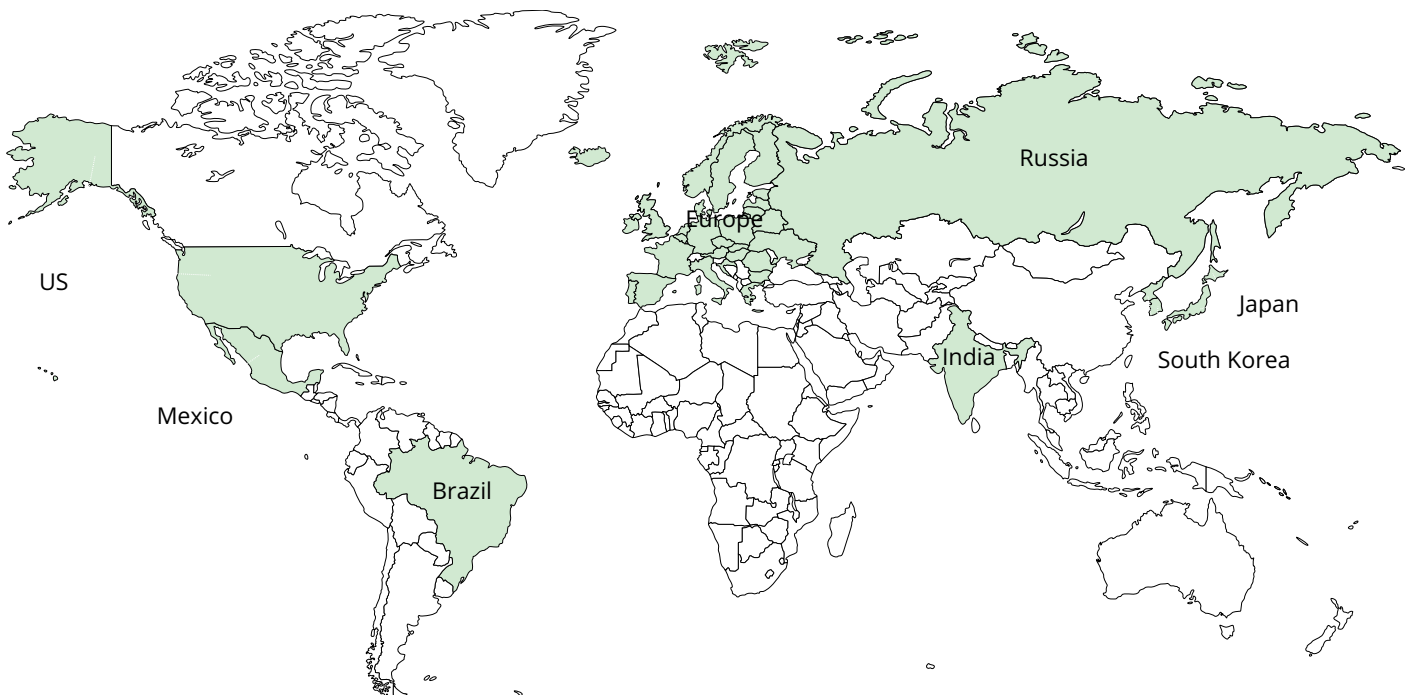 Russia
Europe
US
Japan
India
South Korea
Mexico
Brazil